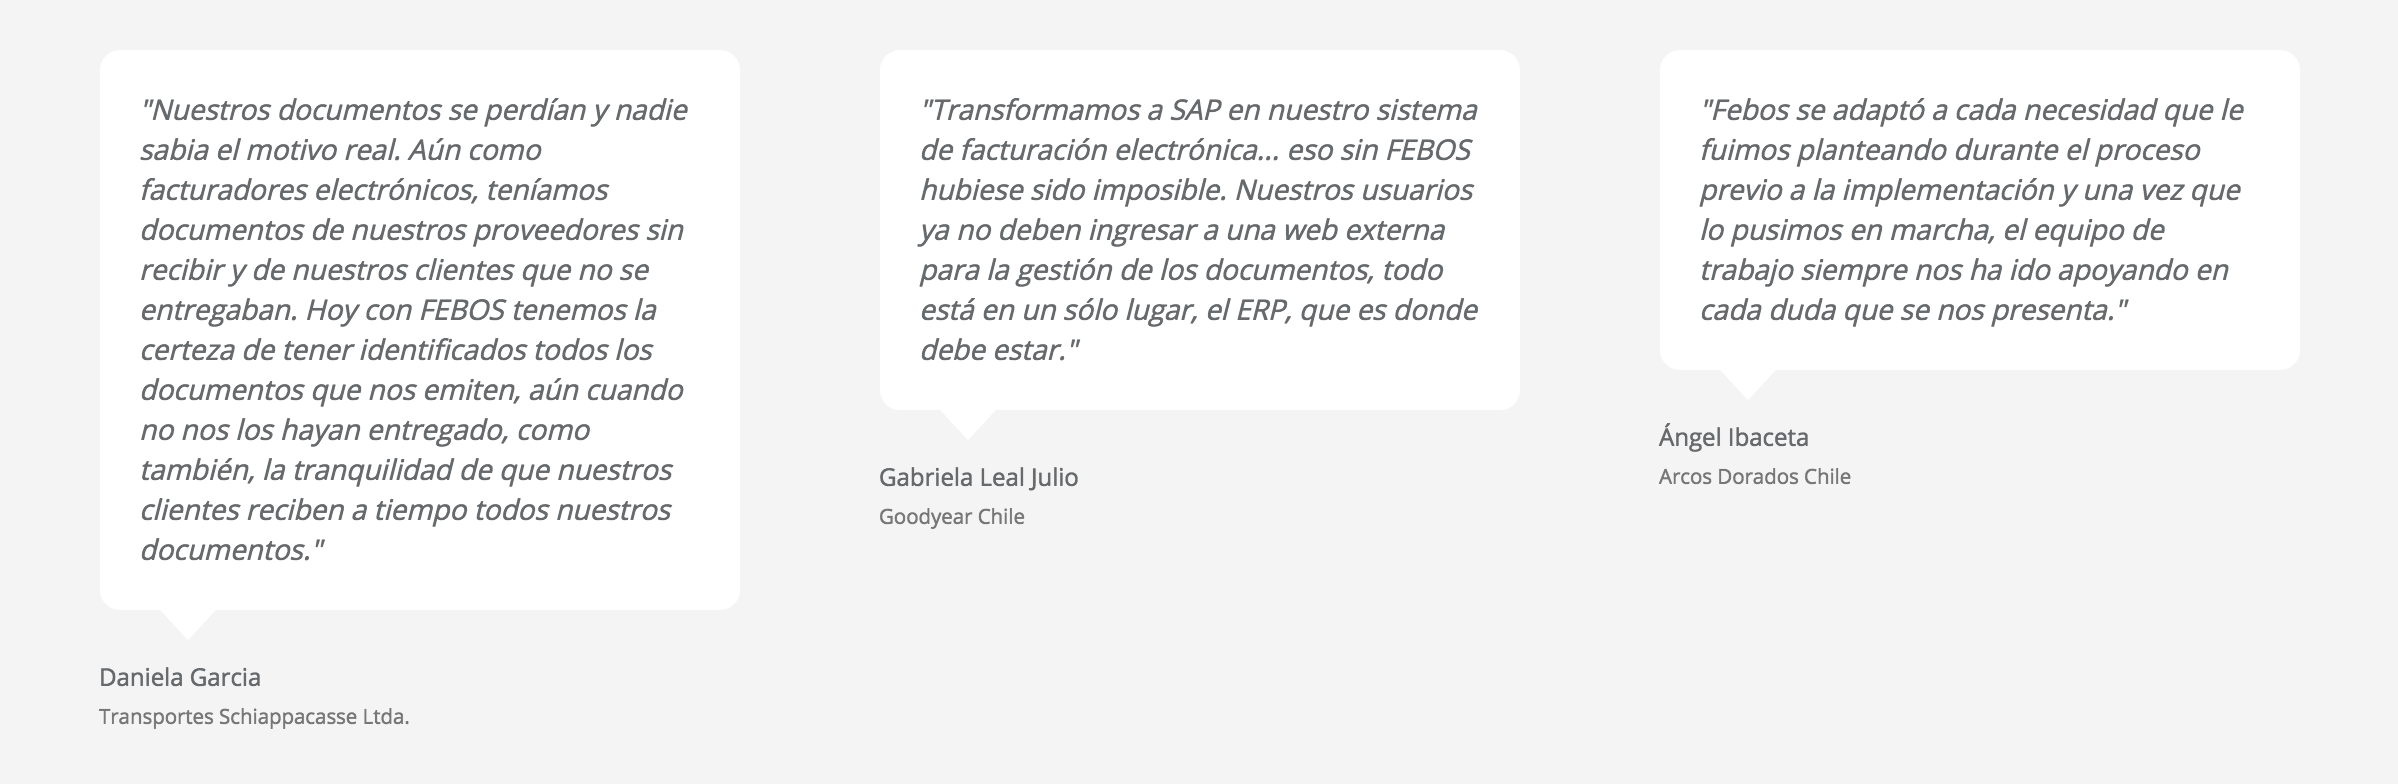 "Nuestros documentos se perdían y nadie
sabia el motivo real. Aún como
facturadores electrónicos, teníamos
documentos de nuestros proveedores sin
recibir y de nuestros clientes que no se
entregaban. Hoy con FEBOS tenemos la
certeza de tener identificados todos los
documentos que nos emiten, aún cuando
no nos los hayan entregado, como
también, la tranquilidad de que nuestros
clientes reciben a tiempo todos nuestros
documentos."
Daniela Garcia
Transportes Schiappacasse Ltda.
"Transformamos a SAP en nuestro sistema
de facturación electrónica... eso sin FEBOS
hubiese sido imposible. Nuestros usuarios
ya no deben ingresar a una web externa
para la gestión de los documentos, todo
está en un sólo lugar, el ERP, que es donde
debe estar."
Gabriela Leal Julio
Goodyear Chile
"Febos se adaptó a cada necesidad que le
fuimos planteando durante el proceso
previo a la implementación y una vez que
lo pusimos en marcha, el equipo de
trabajo siempre nos ha ido apoyando en
cada duda que se nos presenta."
Ángel Ibaceta
Arcos Dorados Chile